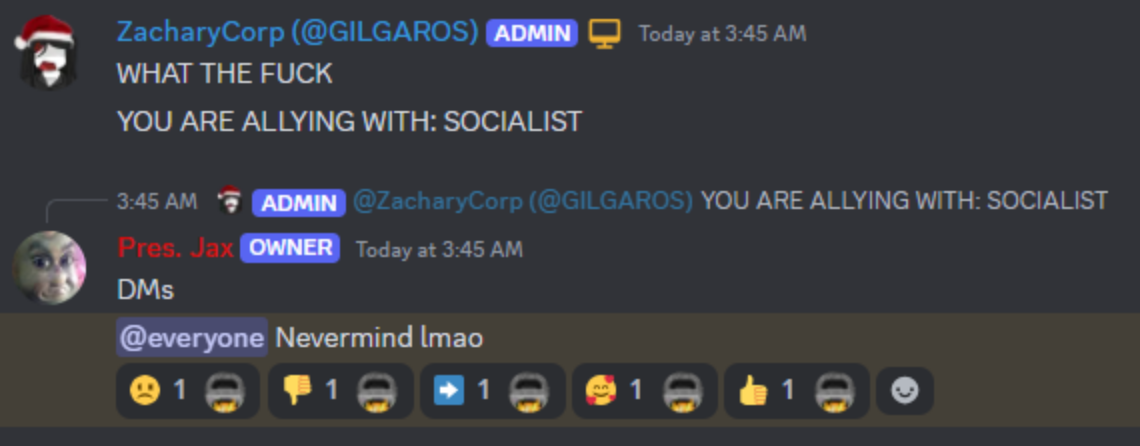 ZacharyCorp (@GILGAROS) ADMIN Today at 3:45 AM
WHAT THE FUCK
YOU ARE ALLYING WITH: SOCIALIST
3:45 AM ADMIN @ZacharyCorp (@GILGAROS) YOU ARE ALLYING WITH: SOCIALIST
Pres. Jax OWNER Today at 3:45 AM
DMs
@everyone Nevermind lmao
1 1 1 1 1